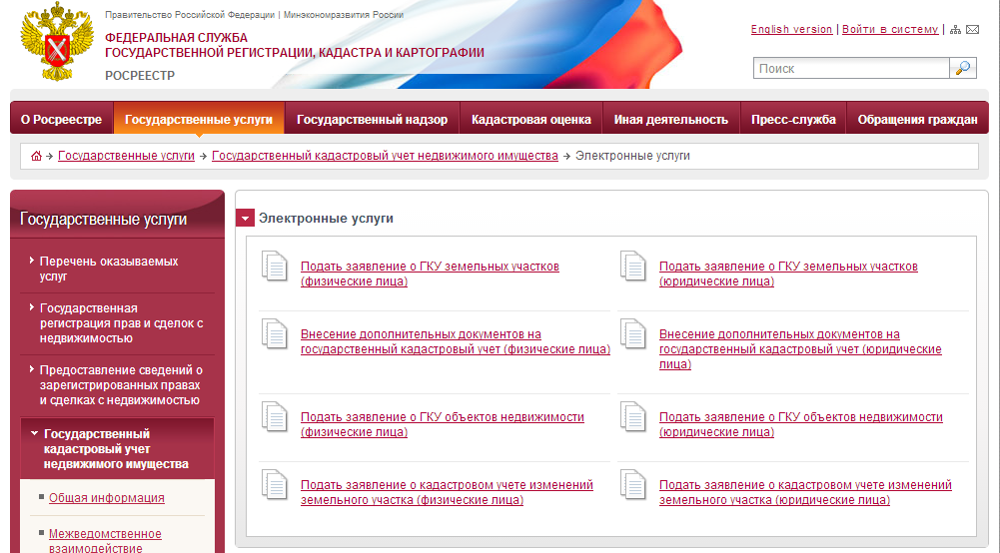 Правительство Российской Федерации | Минэкономразвития России
ФЕДЕРАЛЬНАЯ СЛУЖБА
ГОСУДАРСТВЕННОЙ РЕГИСТРАЦИИ, КАДАСТРА И КАРТОГРАФИИ
РОСРЕЕСТР
English version | Войти в систему |
Поиск
О Росреестре Государственные услуги Государственный надзор Кадастровая оценка Иная деятельность Пресс-служба Обращения граждан
Государственные услуги → Государственный кадастровый учет недвижимого имущества → Электронные услуги
Государственные услуги
Перечень оказываемых
услуг
Государственная
регистрация прав и сделок с
недвижимостью
Предоставление сведений о
зарегистрированных правах
и сделках с недвижимостью
Государственный
кадастровый учет
недвижимого имущества
Общая информация
Межведомственное
взаимодействие
Электронные услуги
Подать заявление о ГКУ земельных участков
(физические лица)
Подать заявление о ГКУ земельных участков
(юридические лица)
Внесение дополнительных документов на
государственный кадастровый учет (физические лица)
Внесение дополнительных документов на
государственный кадастровый учет (юридические
лица)
Подать заявление о ГКУ объектов недвижимости
(физические лица)
Подать заявление о ГКУ объектов недвижимости
(юридические лица)
Подать заявление о кадастровом учете изменений
земельного участка (физические лица)
Подать заявление о кадастровом учете изменений
земельного участка (юридические лица)